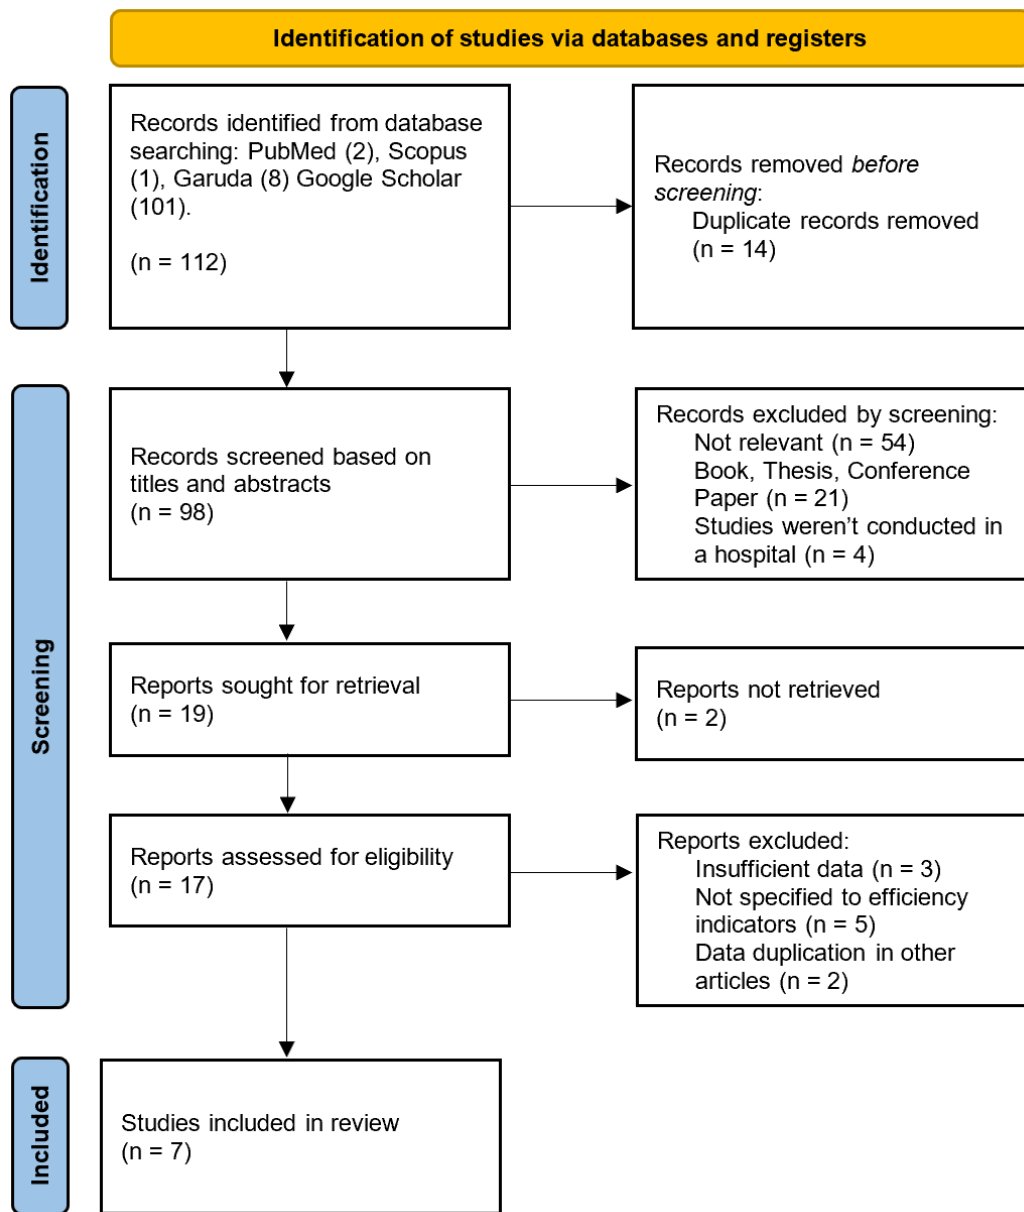 Identification of studies via databases and registers
Identification
Records identified from database
searching: PubMed (2), Scopus
(1), Garuda (8) Google Scholar
(101).
(n = 112)
Records removed before
screening:
Duplicate records removed
(n = 14)
Screening
Records screened based on
titles and abstracts
(n = 98)
Records excluded by screening:
Not relevant (n = 54)
Book, Thesis, Conference
Paper (n = 21)
Studies weren’t conducted in
a hospital (n = 4)
Reports sought for retrieval
(n = 19)
Reports not retrieved
(n = 2)
Reports assessed for eligibility
(n = 17)
Reports excluded:
Insufficient data (n = 3)
Not specified to efficiency
indicators (n = 5)
Data duplication in other
articles (n = 2)
Included
Studies included in review
(n = 7)